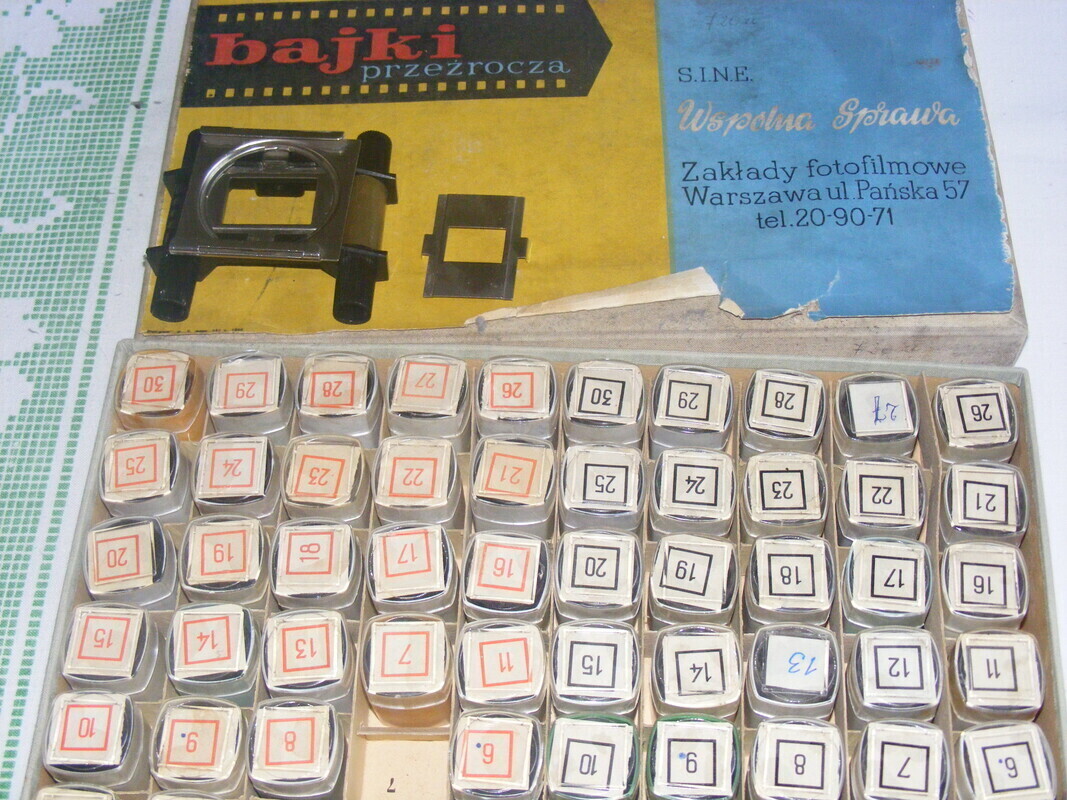 bajki
przeźrocza
S.I.N.E.
Wspólna Sprawa
Zakłady fotofilmowe
Warszawa ul. Pańska 57
tel. 20-90-71
30 29 28 27 26 30 29 28 27 26
25 24 23 22 21 25 24 23 22 21
20 19 18 17 16 20 19 18 17 16
15 14 13 7 11 15 14 13 12 11
10 9. 8 6. 10 9. 8 7 6.
7